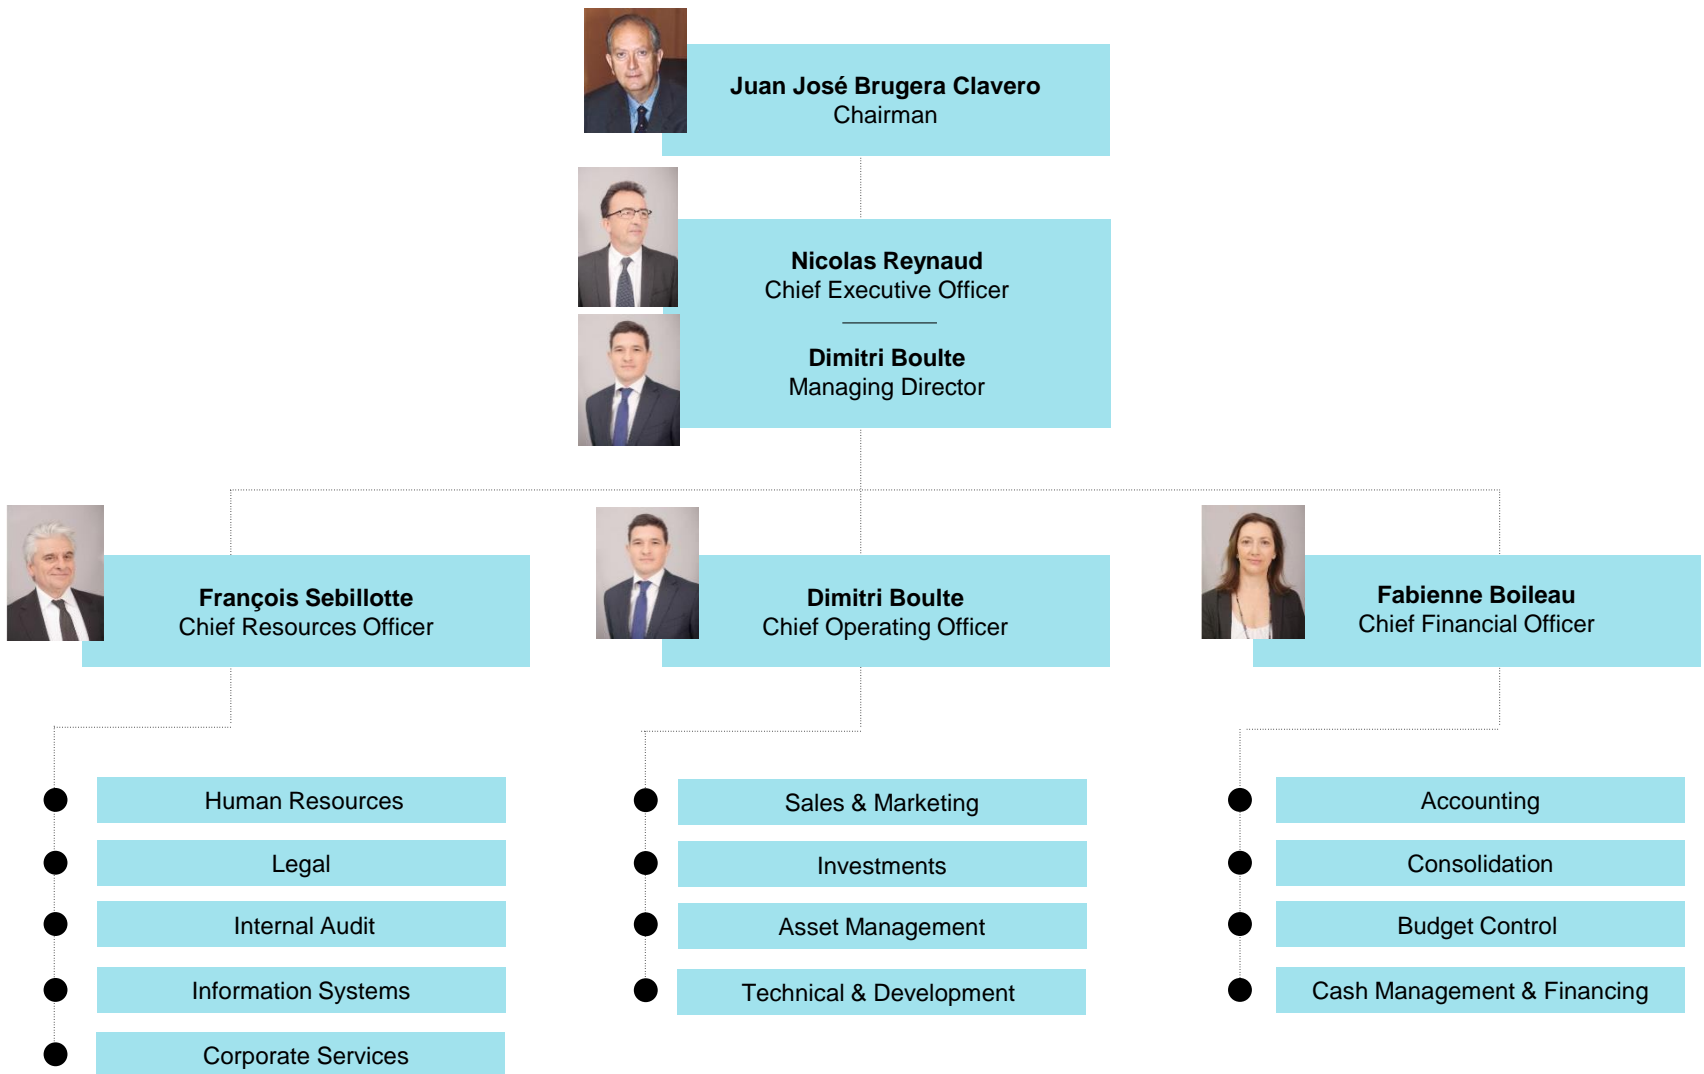 Juan José Brugera Clavero
Chairman
Nicolas Reynaud
Chief Executive Officer
Dimitri Boulte
Managing Director
François Sebillotte
Chief Resources Officer
Dimitri Boulte
Chief Operating Officer
Fabienne Boileau
Chief Financial Officer
Human Resources
Legal
Internal Audit
Information Systems
Corporate Services
Sales & Marketing
Investments
Asset Management
Technical & Development
Accounting
Consolidation
Budget Control
Cash Management & Financing